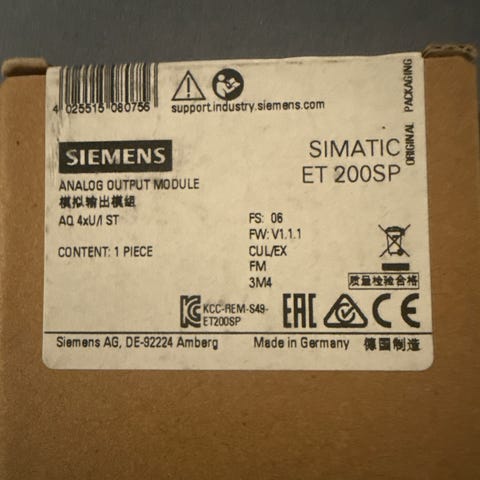 4 025515 080756
support.industry.siemens.com
ORIGINAL PACKAGING
SIEMENS
SIMATIC
ET 200SP
ANALOG OUTPUT MODULE
模拟输出模组
AQ 4xU/I ST
CONTENT: 1 PIECE
FS: 06
FW: V1.1.1
CUL/EX
FM
3M4
质量检验合格
KCC-REM-S49-
ET200SP
EAC
CE
Siemens AG, DE-92224 Amberg
Made in Germany
德国制造